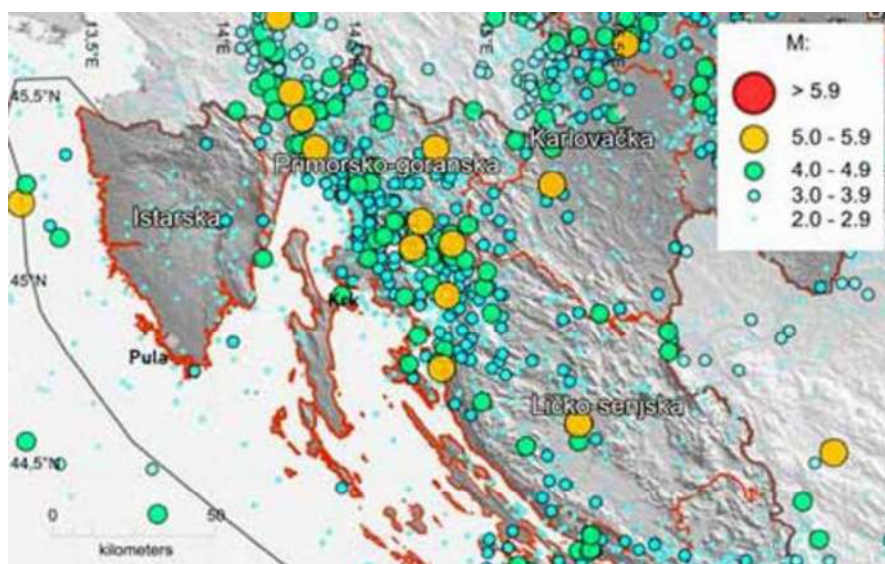 13.5°E
14°E
15°E
M:
> 5.9
5.0 - 5.9
4.0 - 4.9
3.0 - 3.9
2.0 - 2.9
45.5°N
Karlovačka
Primorsko-goranska
Istarska
45°N
Krk
Pula
Ličko senjska
44.5°N
0 50
kilometers